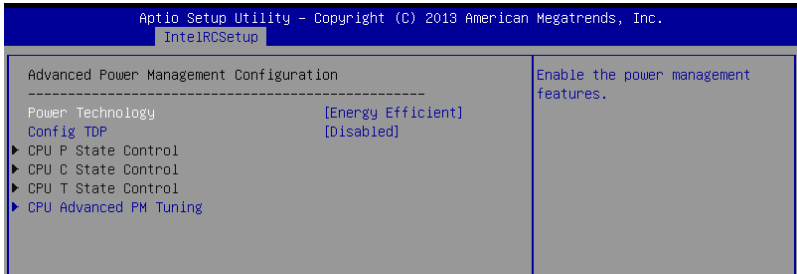 Aptio Setup Utility – Copyright (C) 2013 American Megatrends, Inc.
IntelRCSetup
Advanced Power Management Configuration
--------------------------------------------------
Power Technology [Energy Efficient]
Config TDP [Disabled]
CPU P State Control
CPU C State Control
CPU T State Control
CPU Advanced PM Tuning
Enable the power management
features.